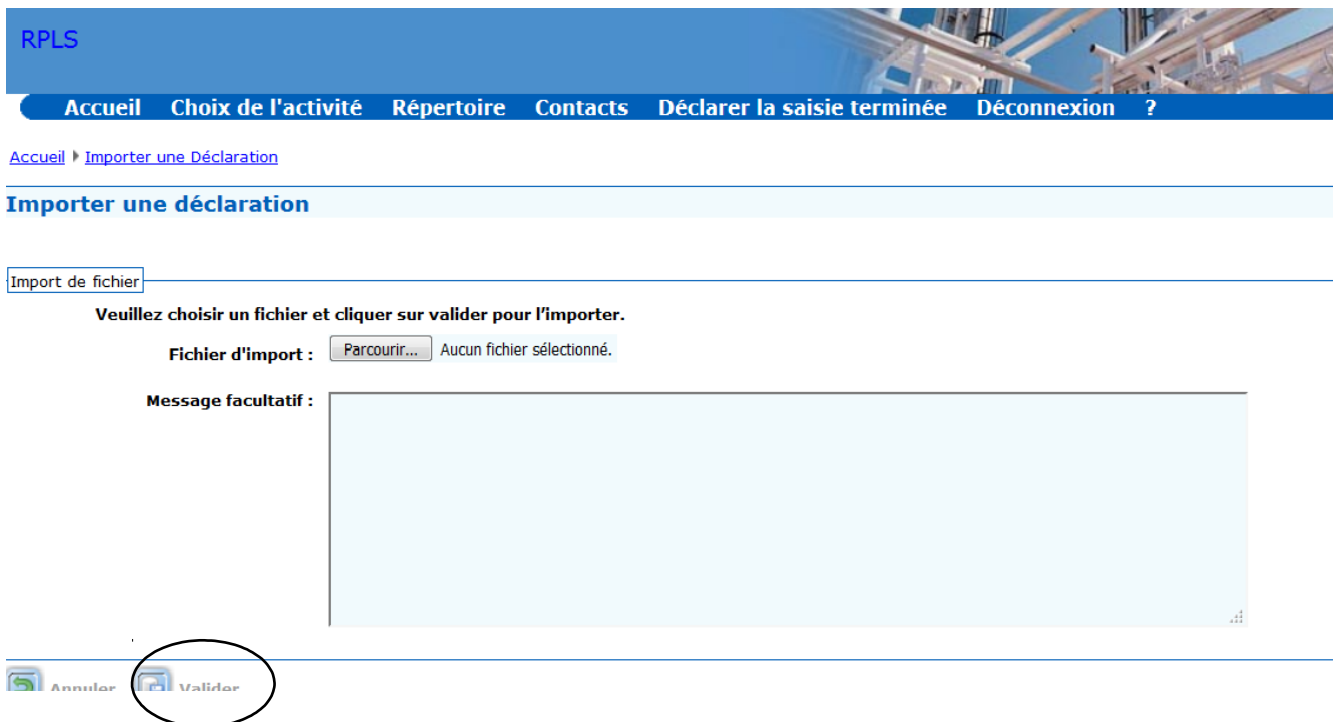 RPLS
Accueil Choix de l'activité Répertoire Contacts Déclarer la saisie terminée Déconnexion ?
Accueil Importer une Déclaration
Importer une déclaration
Import de fichier
Veuillez choisir un fichier et cliquer sur valider pour l’importer.
Fichier d'import : Parcourir... Aucun fichier sélectionné.
Message facultatif :
Annuler Valider